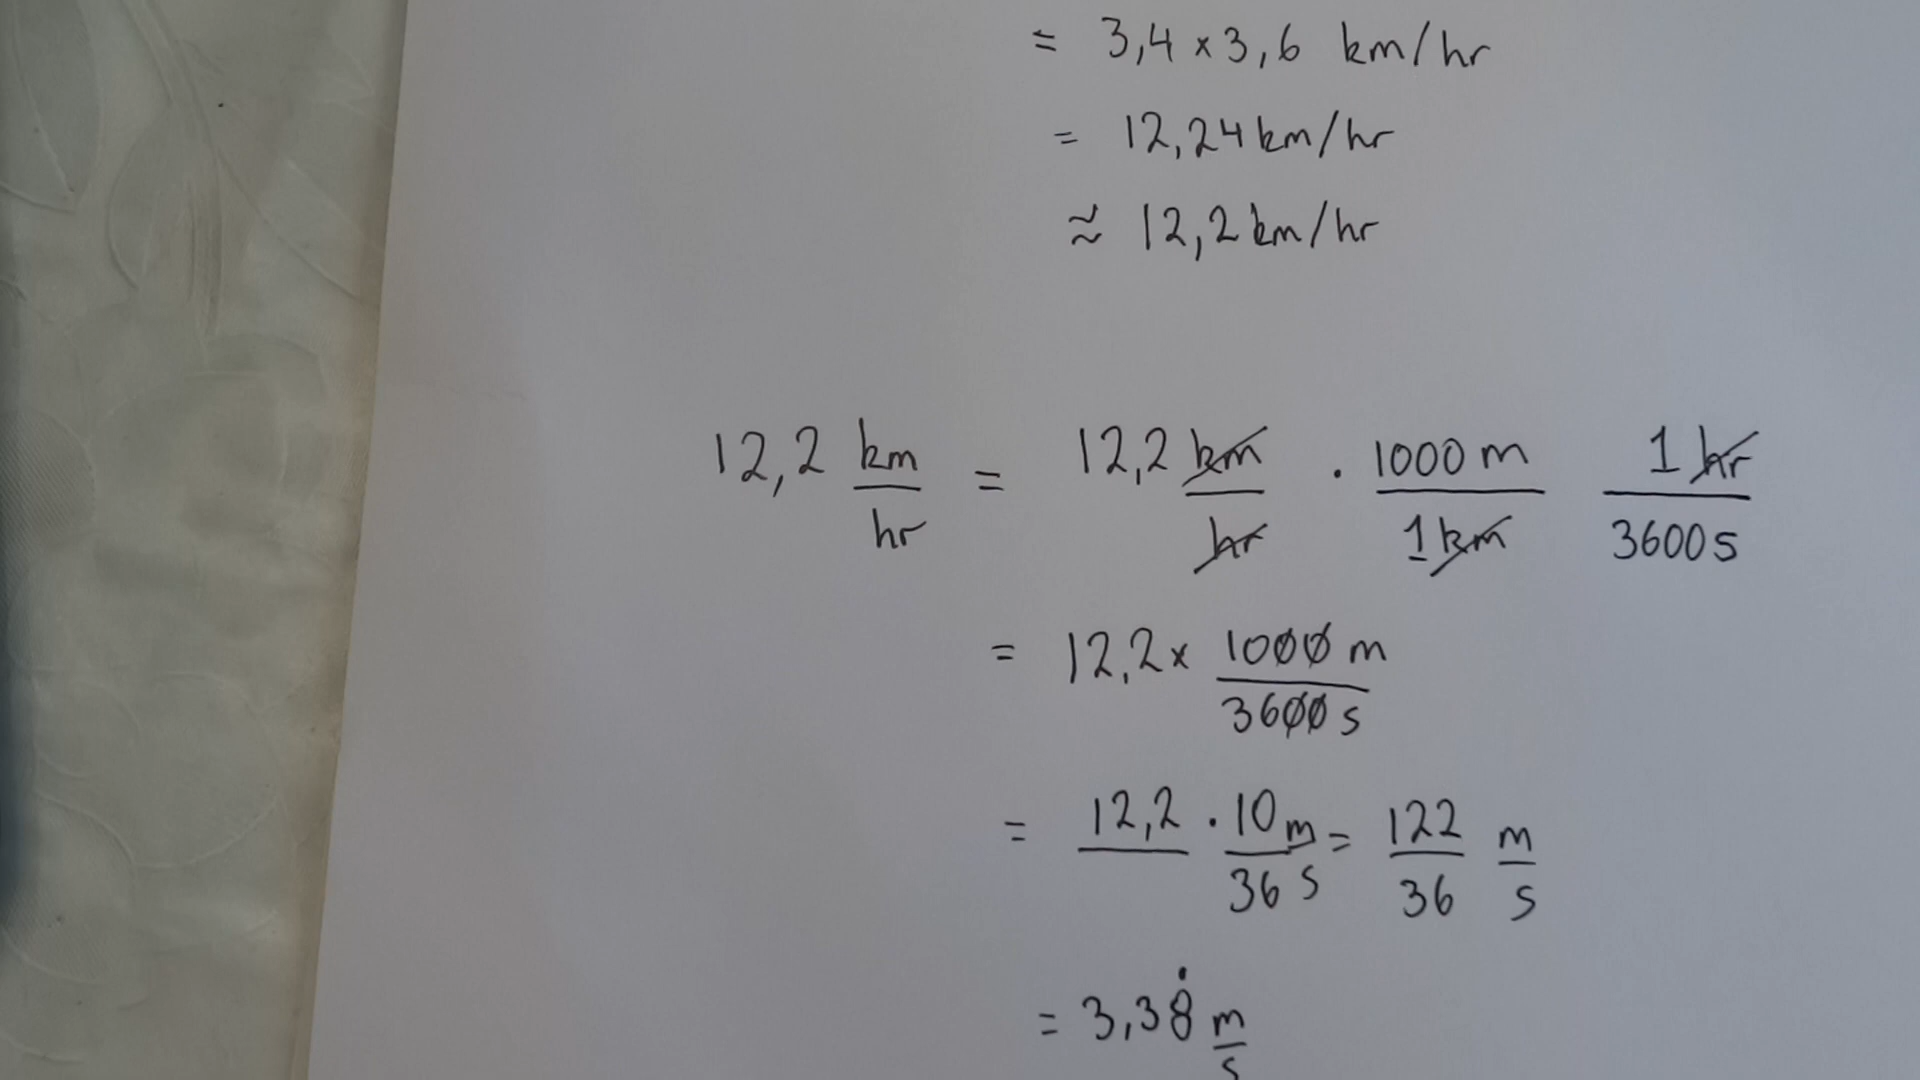 = 3,4 × 3,6 km/hr
= 12,24 km/hr
≈ 12,2 km/hr
12,2 km/hr = 12,2 km/hr · 1000 m/1 km 1 hr/3600 s
= 12,2 × 1000 m/3600 s
= 12,2 · 10 m/36 s = 122/36 m/s
= 3,38̇ m/s